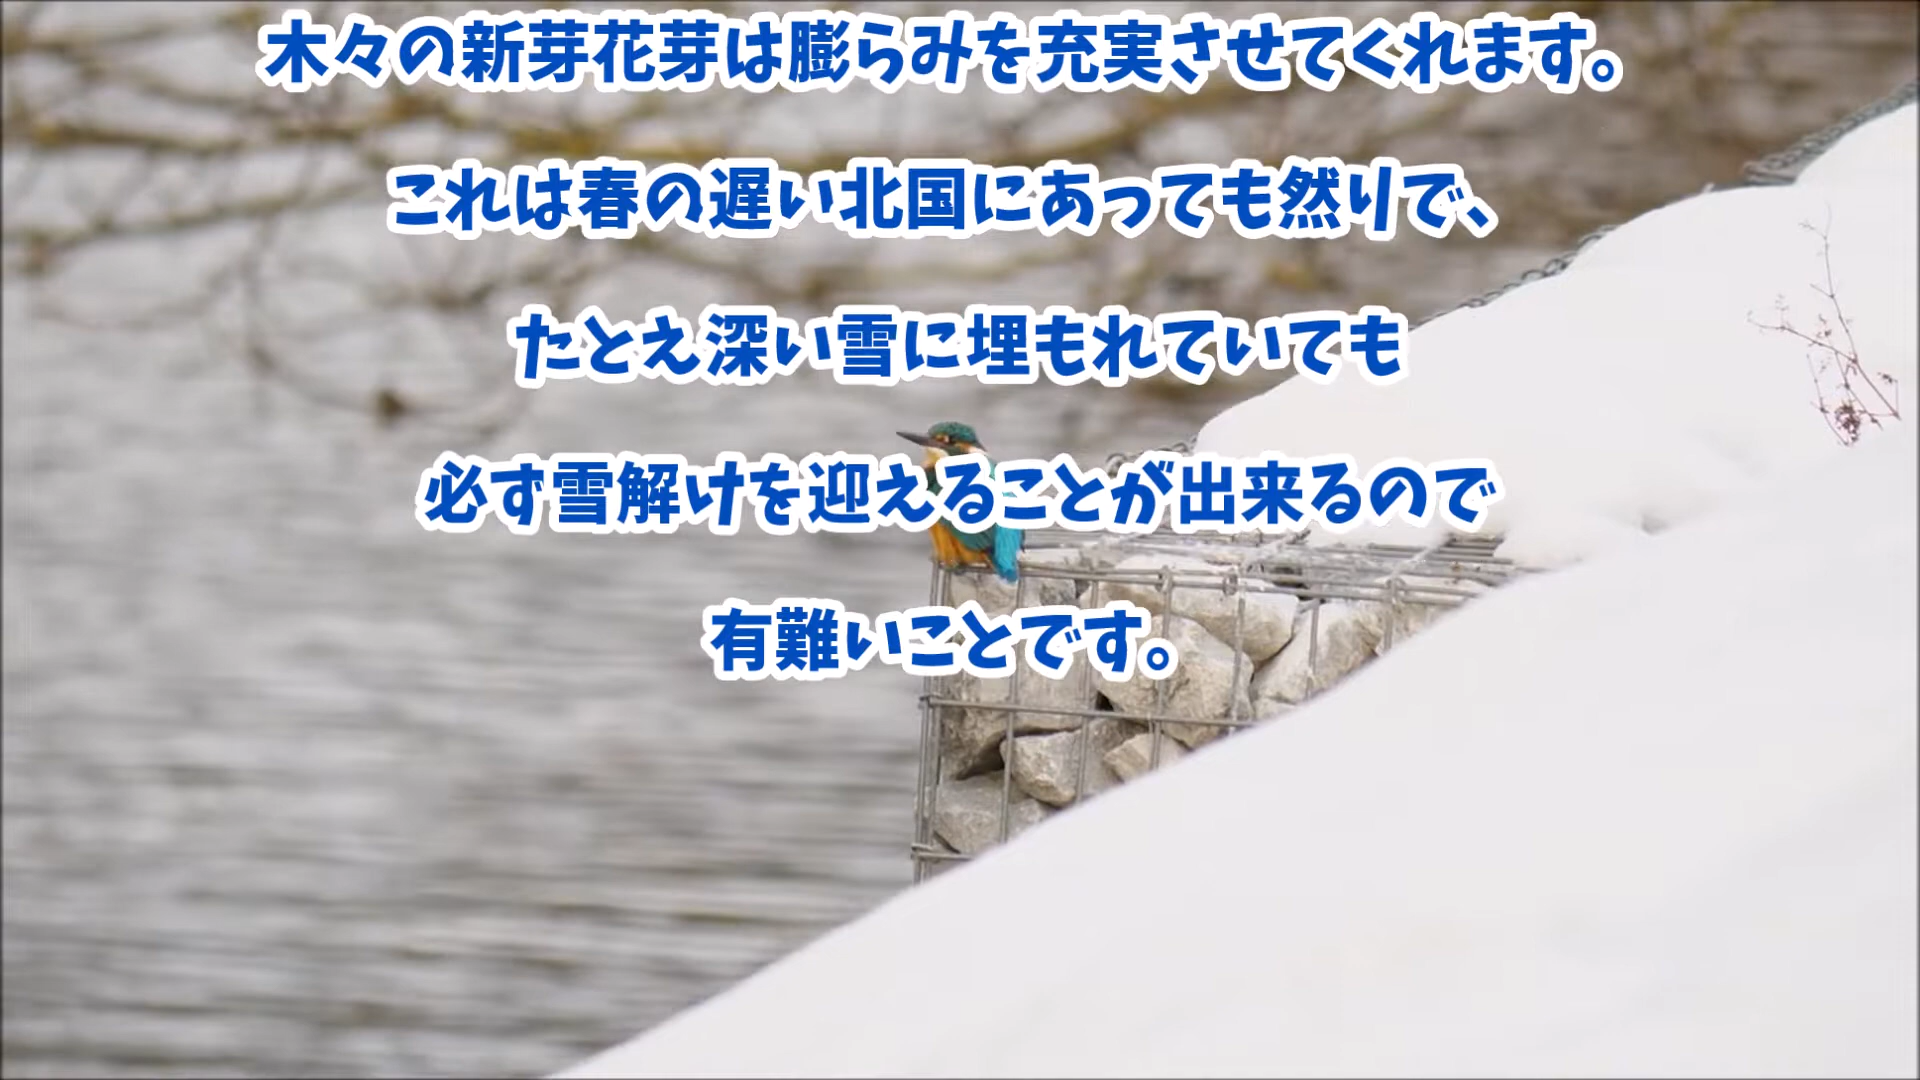 木々の新芽花芽は膨らみを充実させてくれます。
これは春の遅い北国にあっても然りで、
たとえ深い雪に埋もれていても
必ず雪解けを迎えることが出来るので
有難いことです。